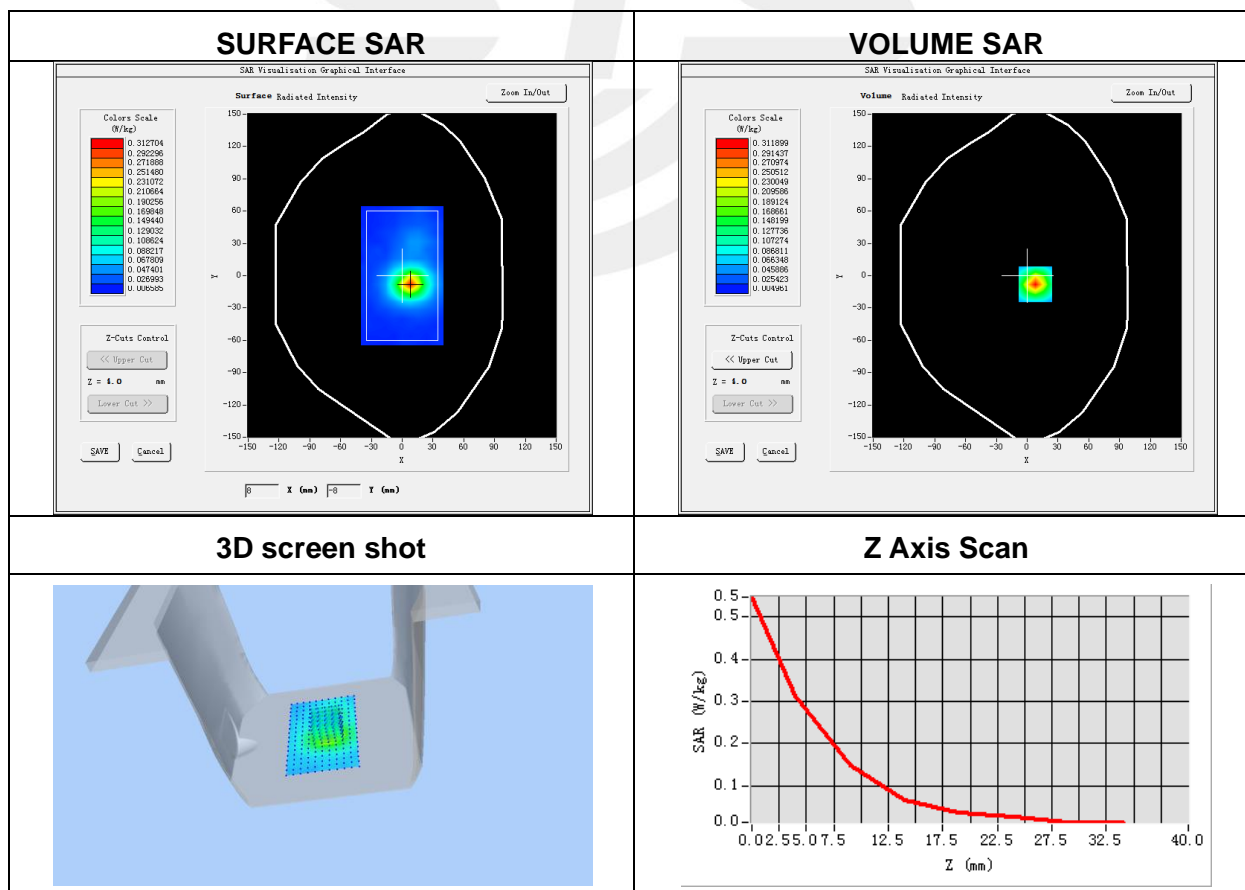 SURFACE SAR
SAR Visualisation Graphical Interface
Surface Radiated Intensity
Zoom In/Out
Colors Scale
(W/kg)
0.312704
0.292296
0.271888
0.251480
0.231072
0.210664
0.190256
0.169848
0.149440
0.129032
0.108624
0.088217
0.067809
0.047401
0.026993
0.006585
Z-Cuts Control
<< Upper Cut
Z = 4.0 mm
Lower Cut >>
SAVE Cancel
150
120
90
60
30
0
-30
-60
-90
-120
-150
Y
-150 -120 -90 -60 -30 0 30 60 90 120 150
X
8 X (mm) -8 Y (mm)
VOLUME SAR
SAR Visualisation Graphical Interface
Volume Radiated Intensity
Zoom In/Out
Colors Scale
(W/kg)
0.311899
0.291437
0.270974
0.250512
0.230049
0.209586
0.189124
0.168661
0.148199
0.127736
0.107274
0.086811
0.066348
0.045886
0.025423
0.004961
Z-Cuts Control
<< Upper Cut
Z = 4.0 mm
Lower Cut >>
SAVE Cancel
150
120
90
60
30
0
-30
-60
-90
-120
-150
Y
-150 -120 -90 -60 -30 0 30 60 90 120 150
X
3D screen shot
Z Axis Scan
0.5
0.5
0.4
0.3
0.2
0.1
0.0
SAR (W/kg)
0.0 2.5 5.0 7.5 12.5 17.5 22.5 27.5 32.5 40.0
Z (mm)